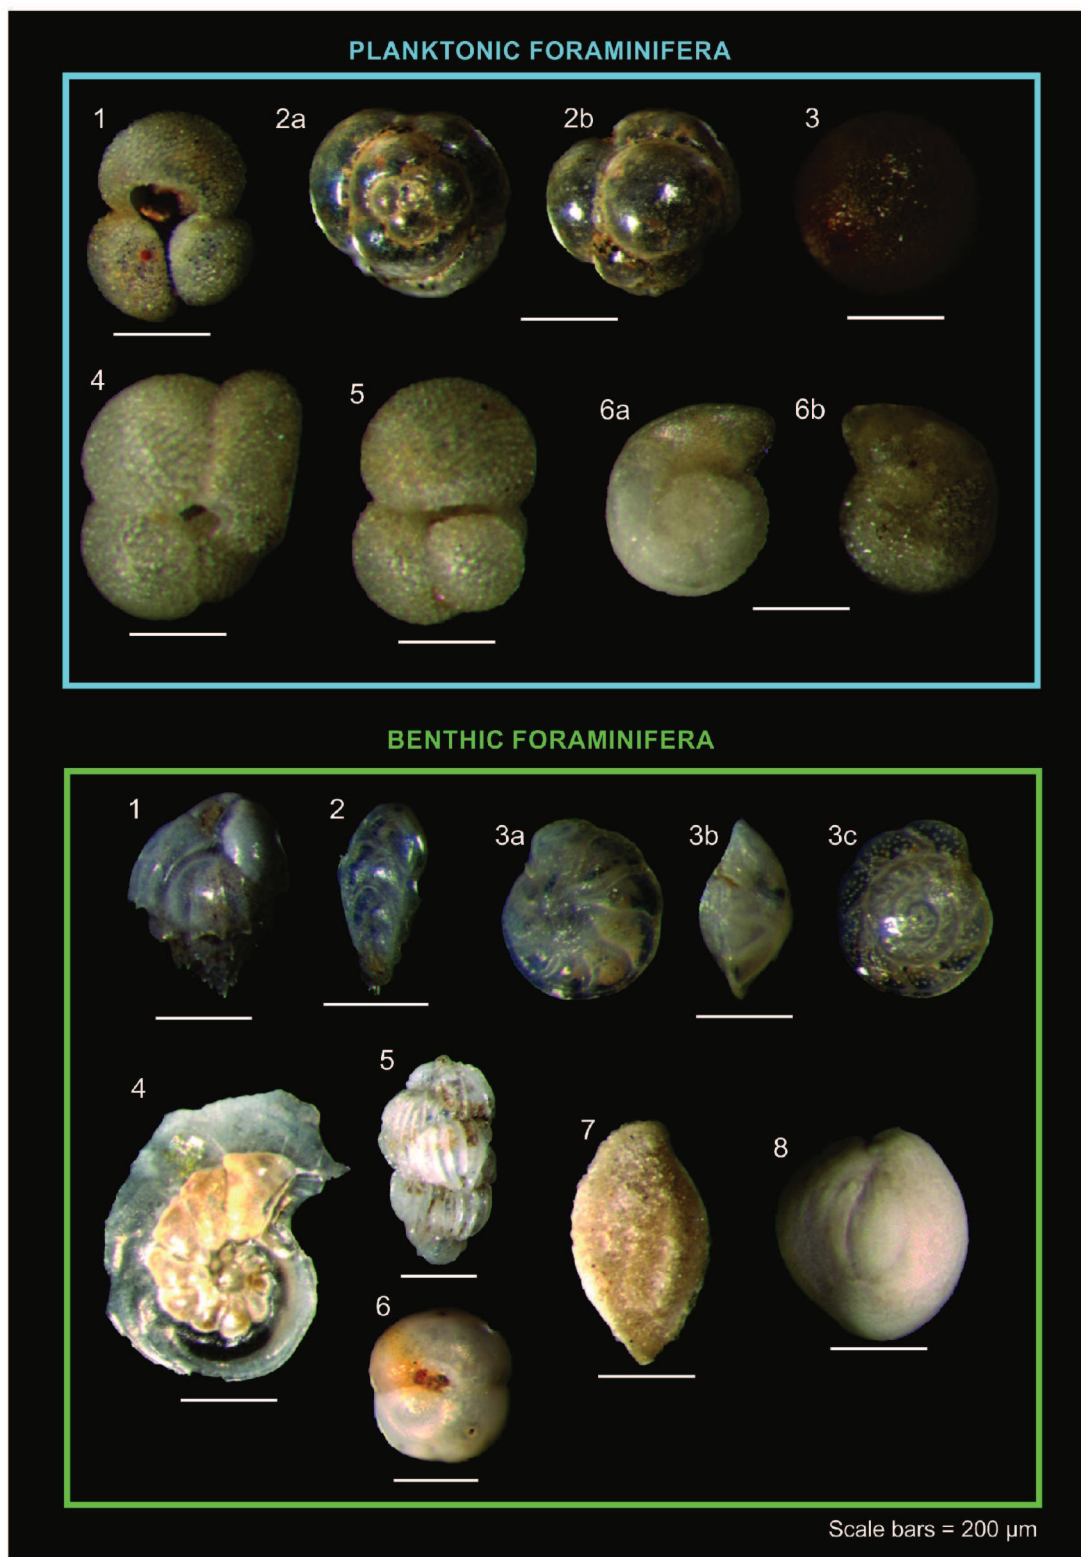 PLANKTONIC FORAMINIFERA
1
2a
2b
3
4
5
6a
6b
BENTHIC FORAMINIFERA
1
2
3a
3b
3c
4
5
6
7
8
Scale bars = 200 µm